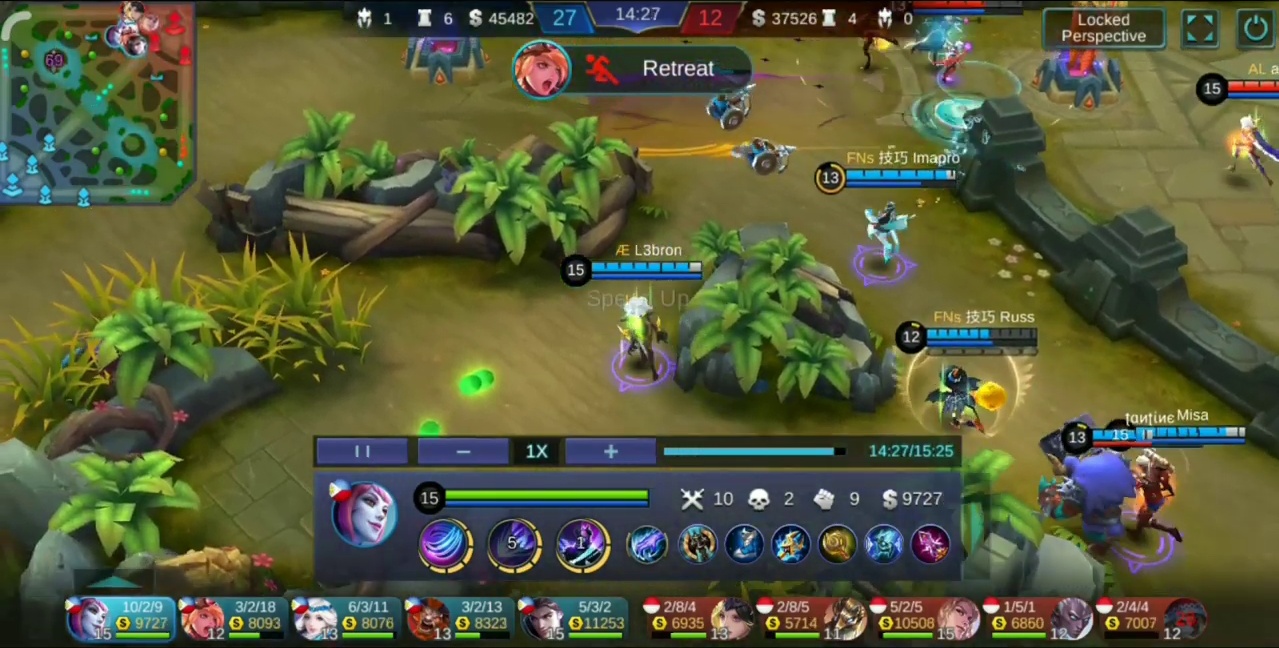 1 6 $ 45482 27 14:27 12 $ 37526 4 0
Locked
Perspective
69
Retreat
15 AL a
FNs 技巧 Imapro
13
Æ L3bron
15
FNs 技巧 Russ
12
Misa
13 15
1X 14:27/15:25
15 10 2 9 $ 9727
5 1
10/2/9 3/2/18 6/3/11 3/2/13 5/3/2 2/8/4 2/8/5 5/2/5 1/5/1 2/4/4
9727 8093 8076 8323 11253 6935 5714 10508 6860 7007
15 12 13 13 15 13 11 15 12 12